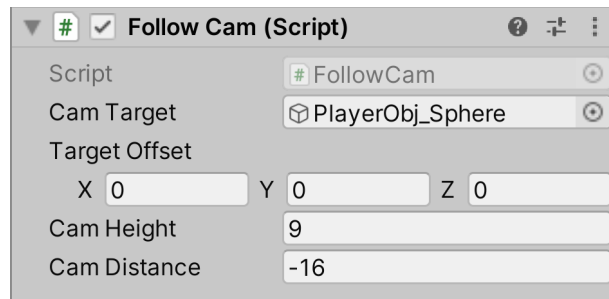 # Follow Cam (Script)
Script # FollowCam
Cam Target PlayerObj_Sphere
Target Offset
X 0 Y 0 Z 0
Cam Height 9
Cam Distance -16